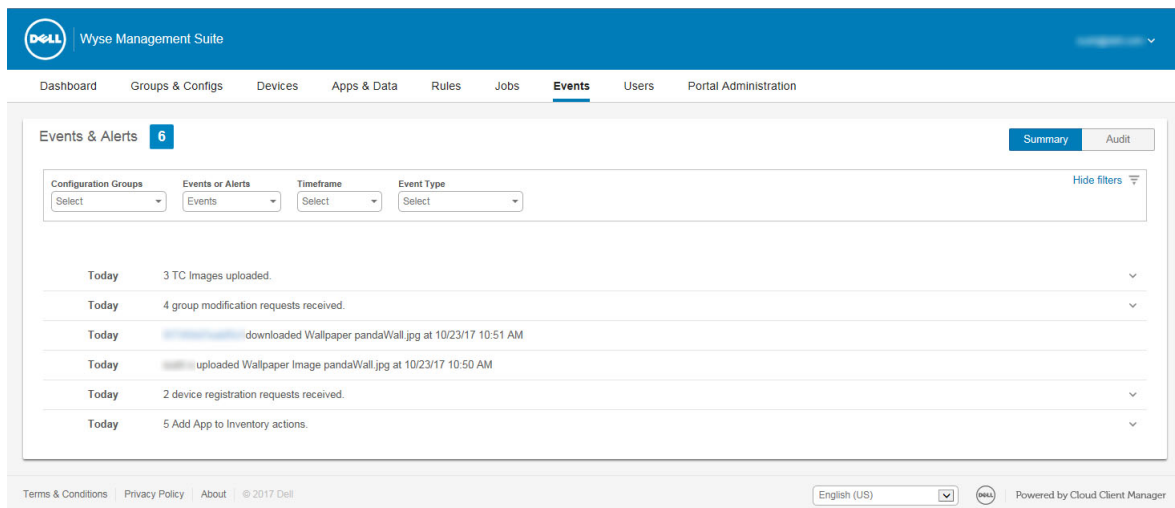 DELL Wyse Management Suite
Dashboard Groups & Configs Devices Apps & Data Rules Jobs Events Users Portal Administration
Events & Alerts 6 Summary Audit
Configuration Groups Events or Alerts Timeframe Event Type Hide filters
Select Events Select Select
Today 3 TC Images uploaded.
Today 4 group modification requests received.
Today downloaded Wallpaper pandaWall.jpg at 10/23/17 10:51 AM
Today uploaded Wallpaper Image pandaWall.jpg at 10/23/17 10:50 AM
Today 2 device registration requests received.
Today 5 Add App to Inventory actions.
Terms & Conditions Privacy Policy About © 2017 Dell English (US) DELL Powered by Cloud Client Manager